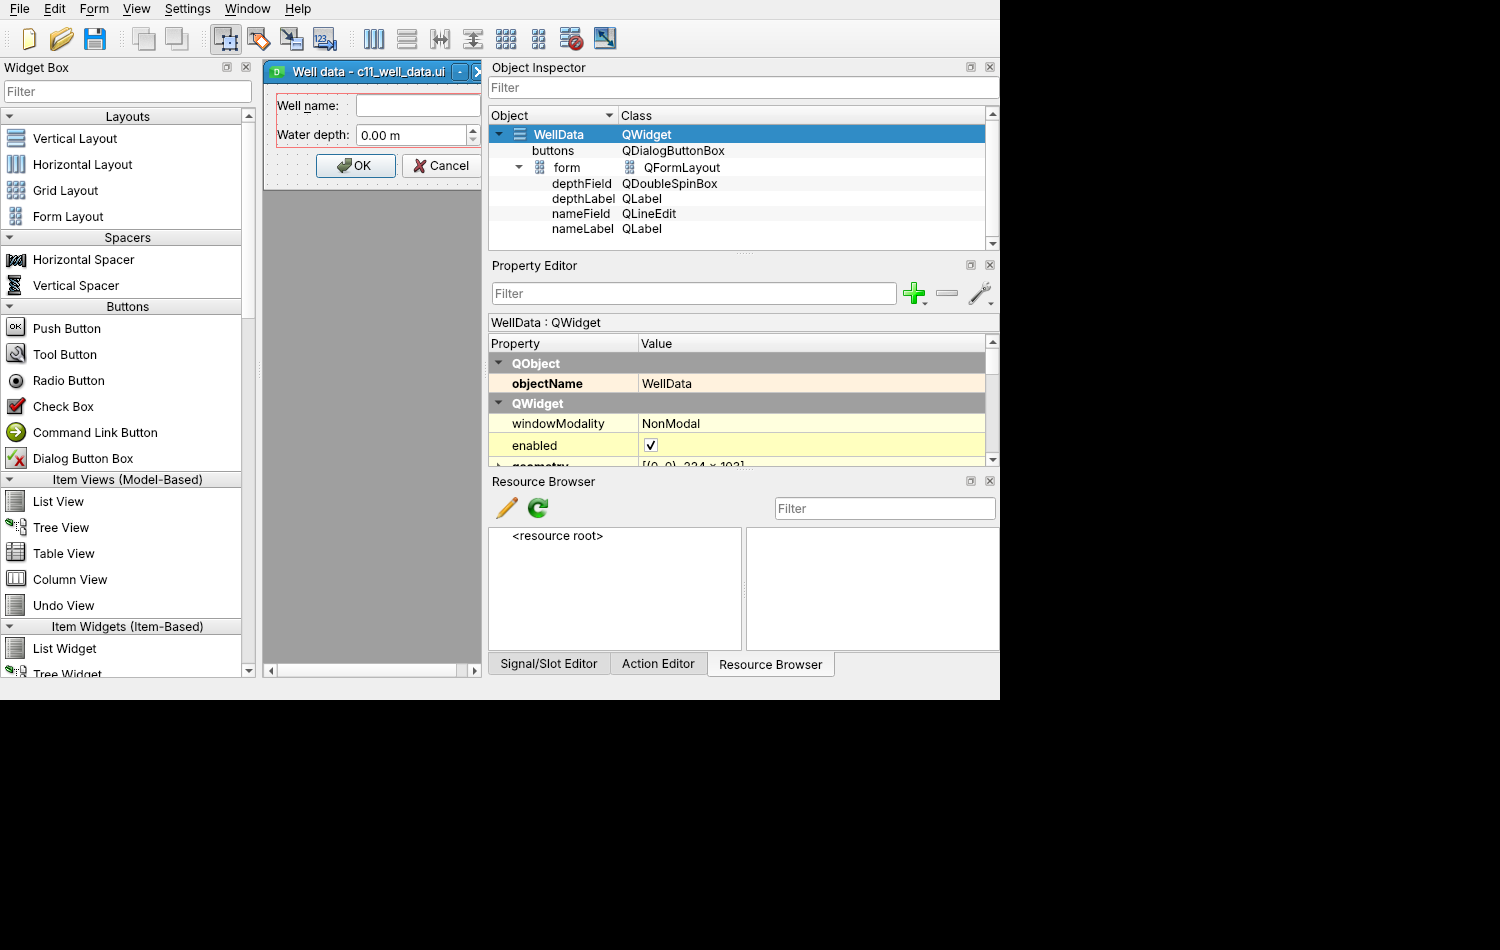 File Edit Form View Settings Window Help
Widget Box
Filter
Layouts
Vertical Layout
Horizontal Layout
Grid Layout
Form Layout
Spacers
Horizontal Spacer
Vertical Spacer
Buttons
OK Push Button
Tool Button
Radio Button
Check Box
Command Link Button
Dialog Button Box
Item Views (Model-Based)
List View
Tree View
Table View
Column View
Undo View
Item Widgets (Item-Based)
List Widget
Tree Widget
Well data - c11_well_data.ui
Well name:
Water depth: 0.00 m
OK Cancel
Object Inspector
Filter
Object Class
WellData QWidget
buttons QDialogButtonBox
form QFormLayout
depthField QDoubleSpinBox
depthLabel QLabel
nameField QLineEdit
nameLabel QLabel
Property Editor
Filter
WellData : QWidget
Property Value
QObject
objectName WellData
QWidget
windowModality NonModal
enabled
geometry [(0, 0), 224 x 103]
Resource Browser
Filter
<resource root>
Signal/Slot Editor Action Editor Resource Browser